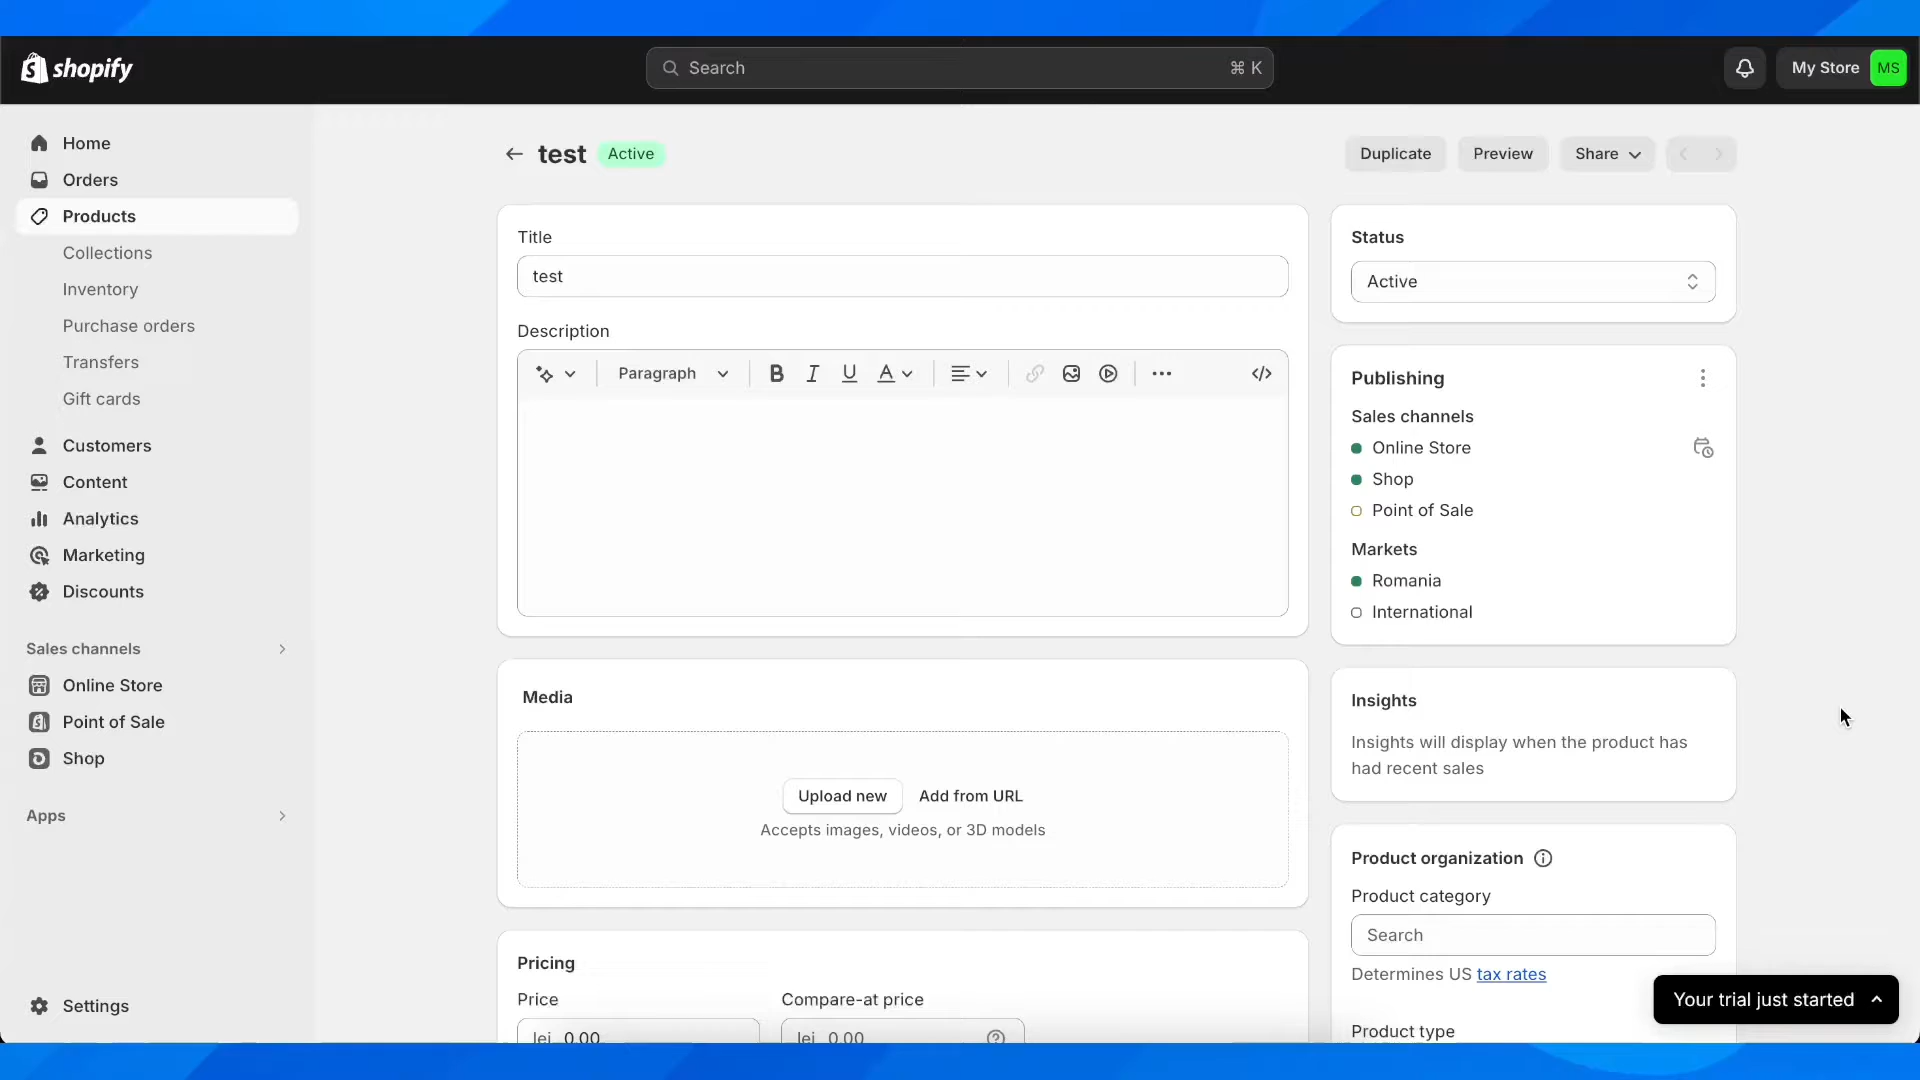 shopify
Search
⌘ K
My Store
MS
Home
Orders
Products
Collections
Inventory
Purchase orders
Transfers
Gift cards
Customers
Content
Analytics
Marketing
Discounts
Sales channels
Online Store
Point of Sale
Shop
Apps
Settings
test
Active
Duplicate
Preview
Share
Title
test
Description
Paragraph
B I U A
Media
Upload new
Add from URL
Accepts images, videos, or 3D models
Pricing
Price
Compare-at price
lei 0.00
lei 0.00
Status
Active
Publishing
Sales channels
Online Store
Shop
Point of Sale
Markets
Romania
International
Insights
Insights will display when the product has
had recent sales
Product organization
Product category
Search
Determines US tax rates
Product type
Your trial just started